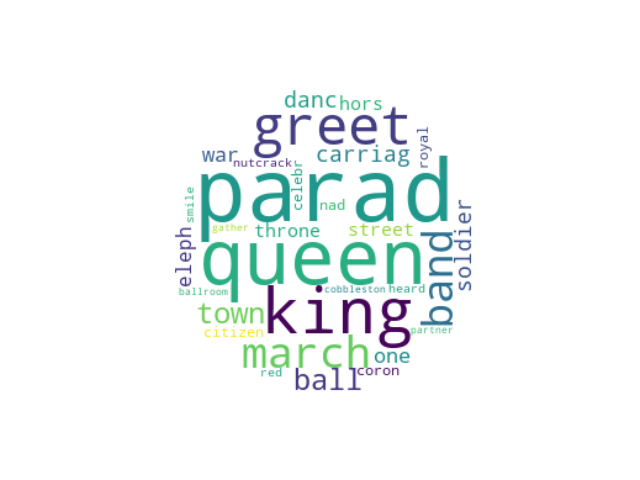 danc hors
greet
war carriag royal
nutcrack celebr
parad
smile nad
gather throne street
queen
eleph band soldier
ballroom cobbleston heard
king
town
citizen partner
march one
red coron
ball